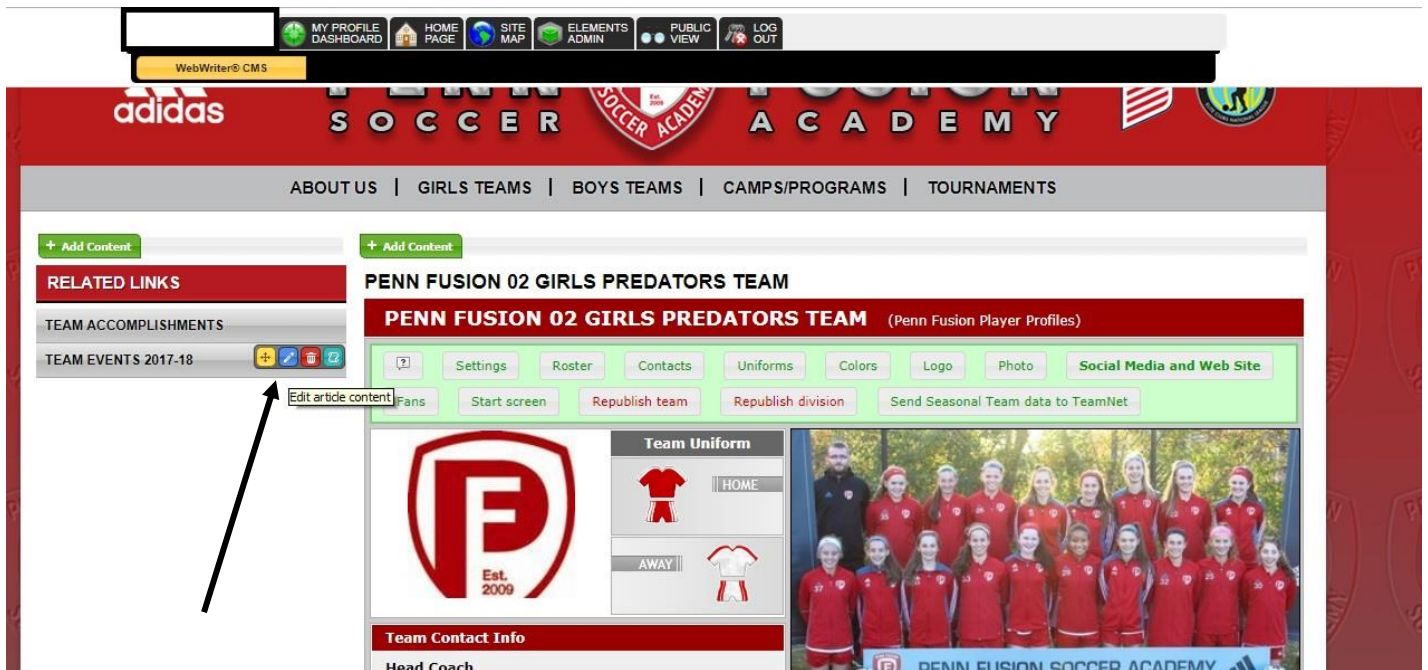 MY PROFILE DASHBOARD
HOME PAGE
SITE MAP
ELEMENTS ADMIN
PUBLIC VIEW
LOG OUT
WebWriter® CMS
adidas
SOCCER
SOCCER ACADEMY
ACADEMY
ABOUT US | GIRLS TEAMS | BOYS TEAMS | CAMPS/PROGRAMS | TOURNAMENTS
+ Add Content
+ Add Content
RELATED LINKS
TEAM ACCOMPLISHMENTS
TEAM EVENTS 2017-18
Edit article content
PENN FUSION 02 GIRLS PREDATORS TEAM
PENN FUSION 02 GIRLS PREDATORS TEAM (Penn Fusion Player Profiles)
? Settings Roster Contacts Uniforms Colors Logo Photo Social Media and Web Site
Fans Start screen Republish team Republish division Send Seasonal Team data to TeamNet
Est.
2009
Team Uniform
HOME
AWAY
Team Contact Info
Head Coach
PENN FUSION SOCCER ACADEMY